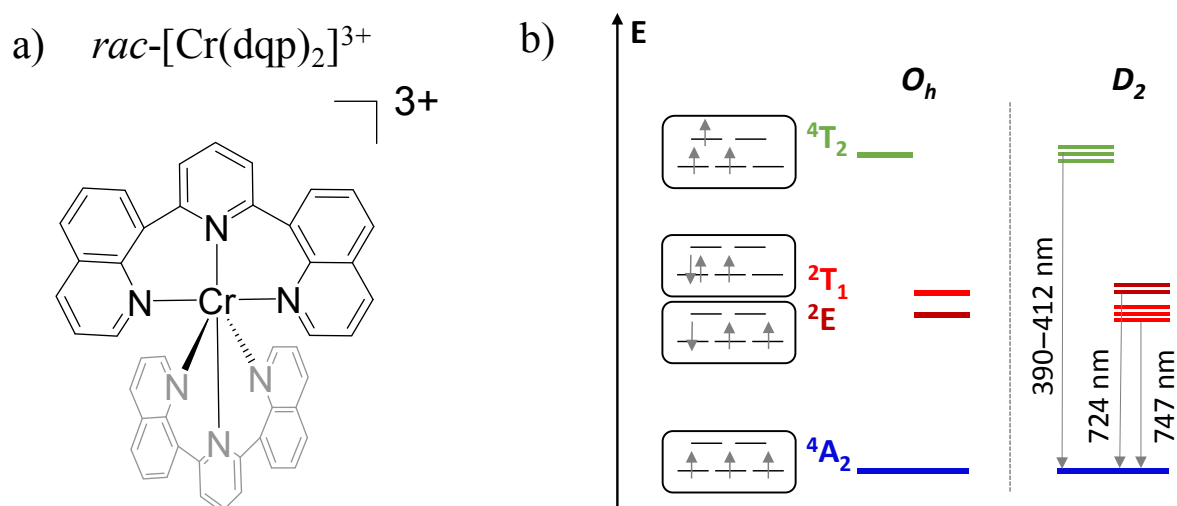 a) rac-[Cr(dqp)₂]³⁺
3+
N
N Cr N
N N
N
b)
E
Oₕ D₂
⁴T₂
²T₁
²E
⁴A₂
390–412 nm
724 nm
747 nm